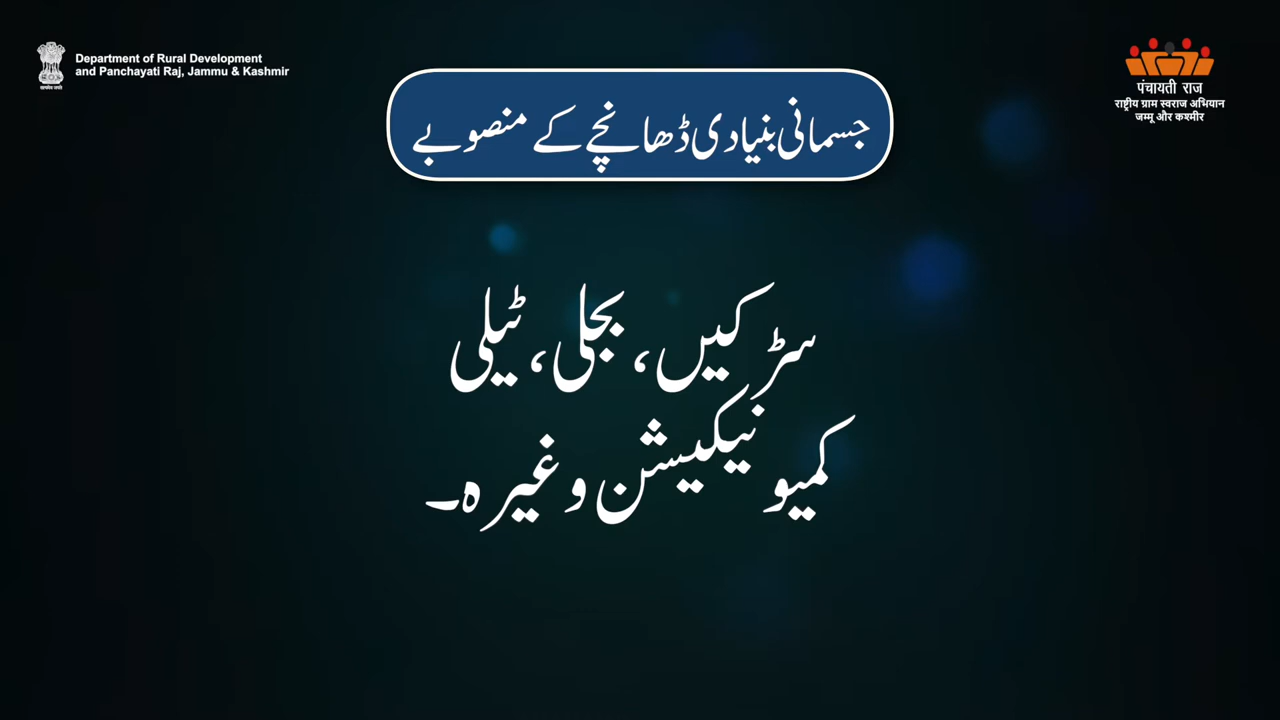 Department of Rural Development
and Panchayati Raj, Jammu & Kashmir
पंचायती राज
राष्ट्रीय ग्राम स्वराज अभियान
जम्मू और कश्मीर
جسمانی بنیادی ڈھانچے کے منصوبے
سڑکیں، بجلی، ٹیلی
کمیونیکیشن وغیرہ۔